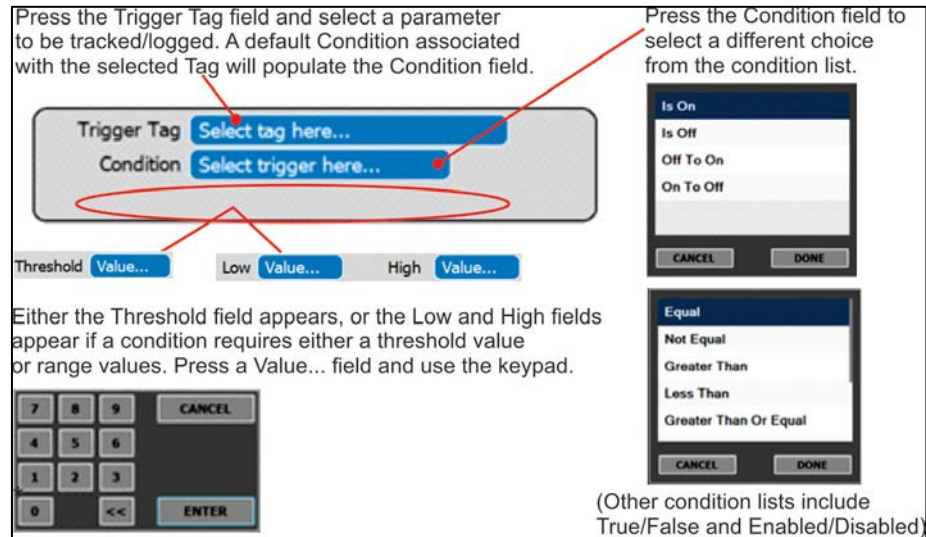 Press the Trigger Tag field and select a parameter
to be tracked/logged. A default Condition associated
with the selected Tag will populate the Condition field.
Trigger Tag Select tag here...
Condition Select trigger here...
Threshold Value...
Low Value... High Value...
Either the Threshold field appears, or the Low and High fields
appear if a condition requires either a threshold value
or range values. Press a Value... field and use the keypad.
7 8 9 CANCEL
4 5 6
1 2 3
0 << ENTER
Press the Condition field to
select a different choice
from the condition list.
Is On
Is Off
Off To On
On To Off
CANCEL DONE
Equal
Not Equal
Greater Than
Less Than
Greater Than Or Equal
CANCEL DONE
(Other condition lists include
True/False and Enabled/Disabled)